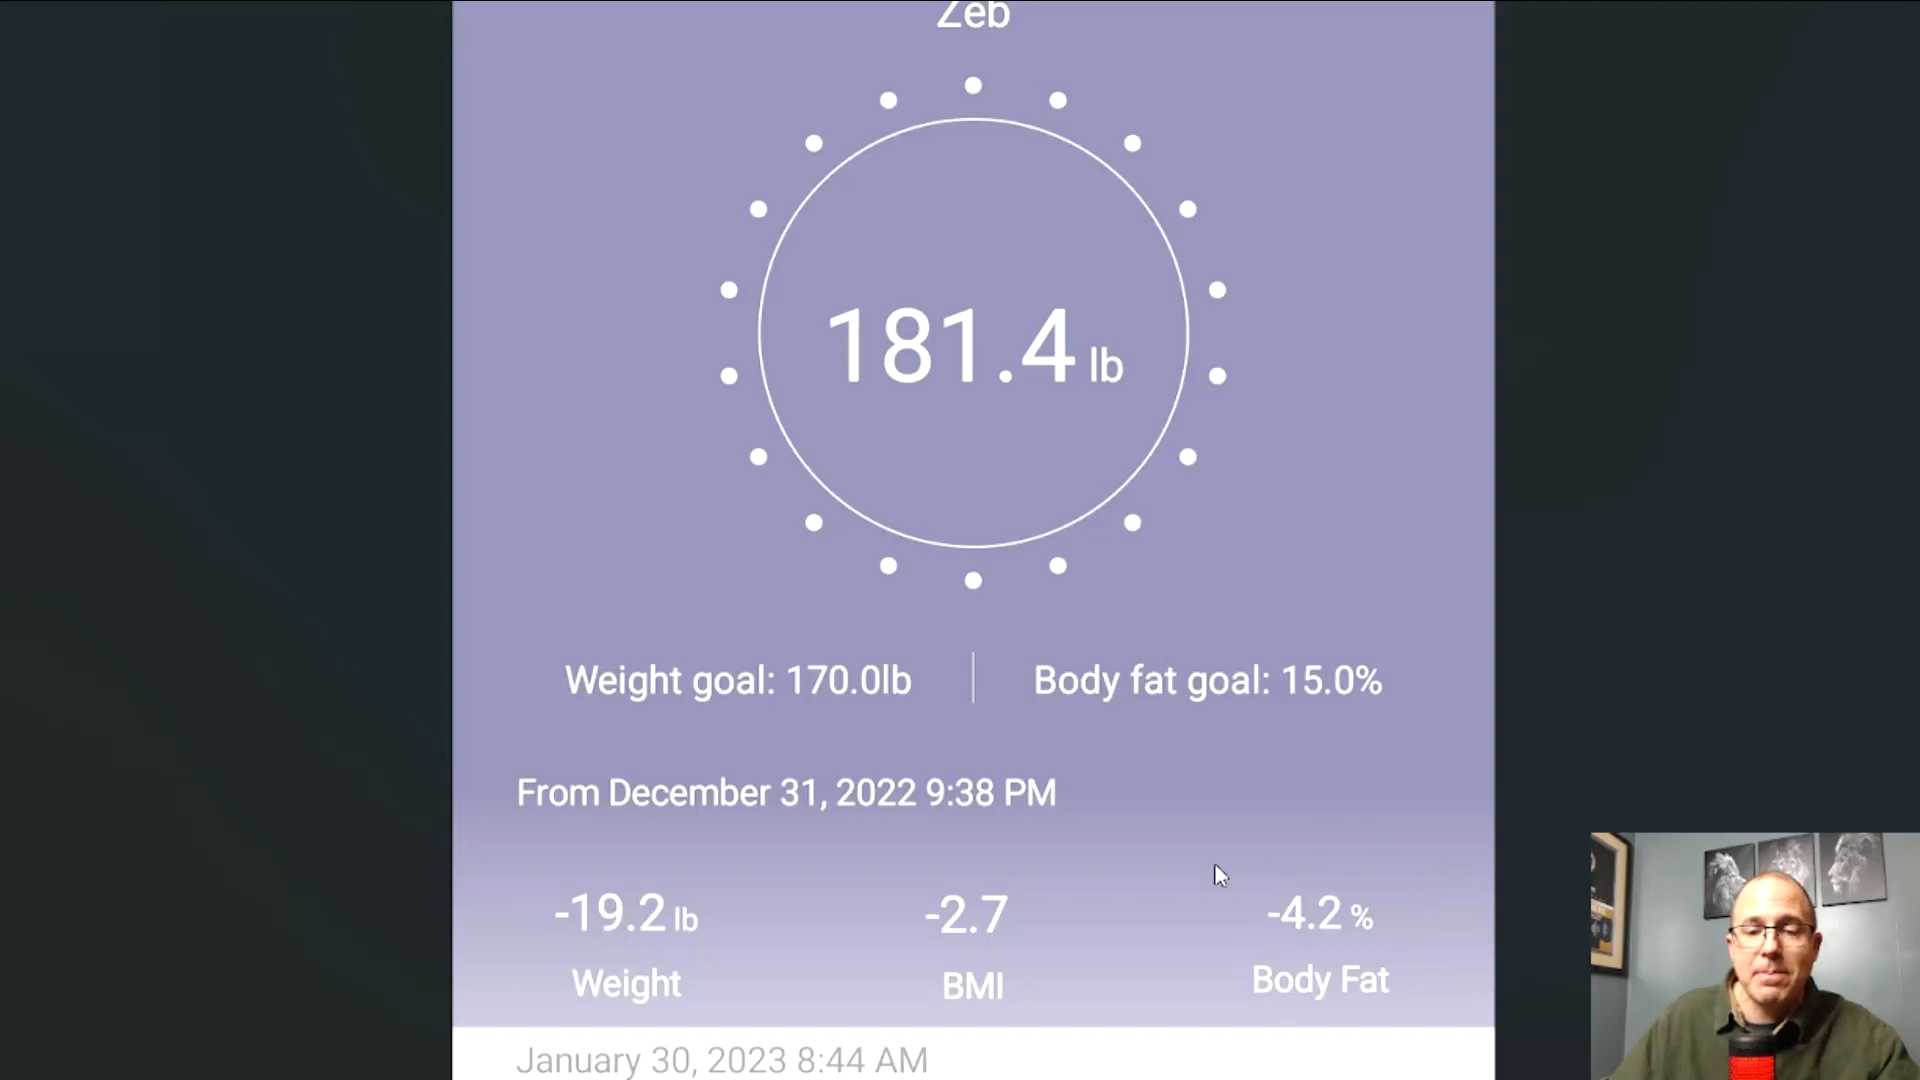 Zeb
181.4 lb
Weight goal: 170.0lb
Body fat goal: 15.0%
From December 31, 2022 9:38 PM
-19.2 lb
-2.7
-4.2 %
Weight
BMI
Body Fat
January 30, 2023 8:44 AM